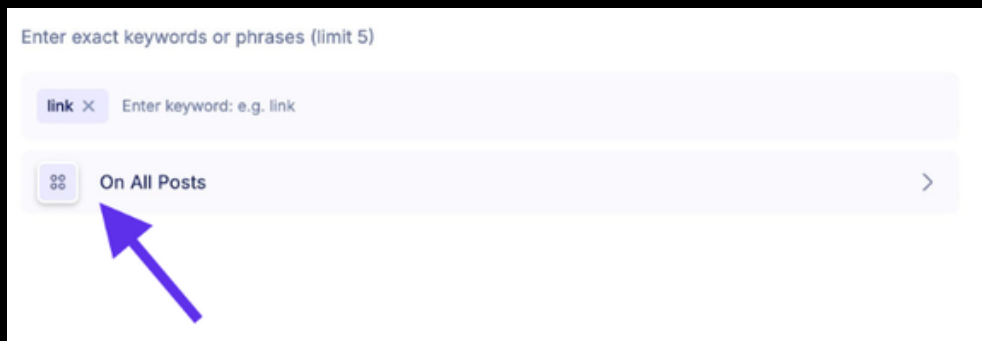 Enter exact keywords or phrases (limit 5)
link × Enter keyword: e.g. link
On All Posts